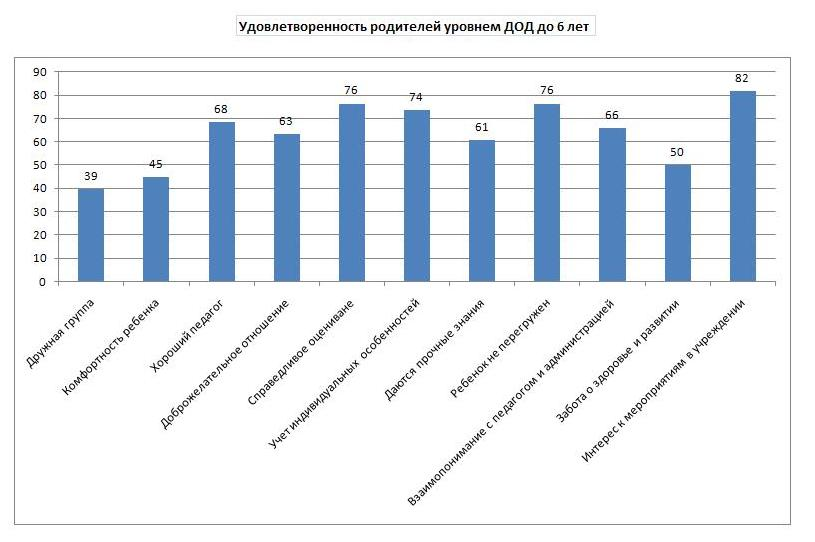 Удовлетворенность родителей уровнем ДОД до 6 лет
90
80
70
60
50
40
30
20
10
0
39
45
68
63
76
74
61
76
66
50
82
Дружная группа
Комфортность ребенка
Хороший педагог
Доброжелательное отношение
Справедливое оцениване
Учет индивидуальных особенностей
Даются прочные знания
Ребенок не перегружен
Взаимопонимание с педагогом и администрацией
Забота о здоровье и развитии
Интерес к мероприятиям в учреждении